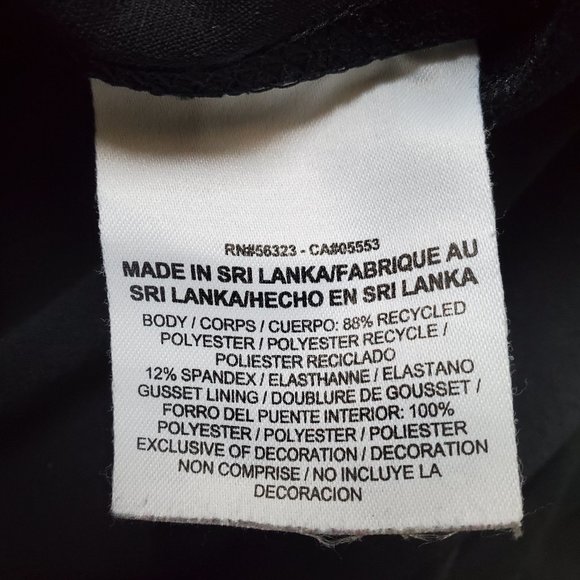 RN#56323 - CA#05553
MADE IN SRI LANKA/FABRIQUE AU
SRI LANKA/HECHO EN SRI LANKA
BODY / CORPS / CUERPO: 88% RECYCLED
POLYESTER / POLYESTER RECYCLE /
POLIESTER RECICLADO
12% SPANDEX / ELASTHANNE / ELASTANO
GUSSET LINING / DOUBLURE DE GOUSSET /
FORRO DEL PUENTE INTERIOR: 100%
POLYESTER / POLYESTER / POLIESTER
EXCLUSIVE OF DECORATION / DECORATION
NON COMPRISE / NO INCLUYE LA
DECORACION